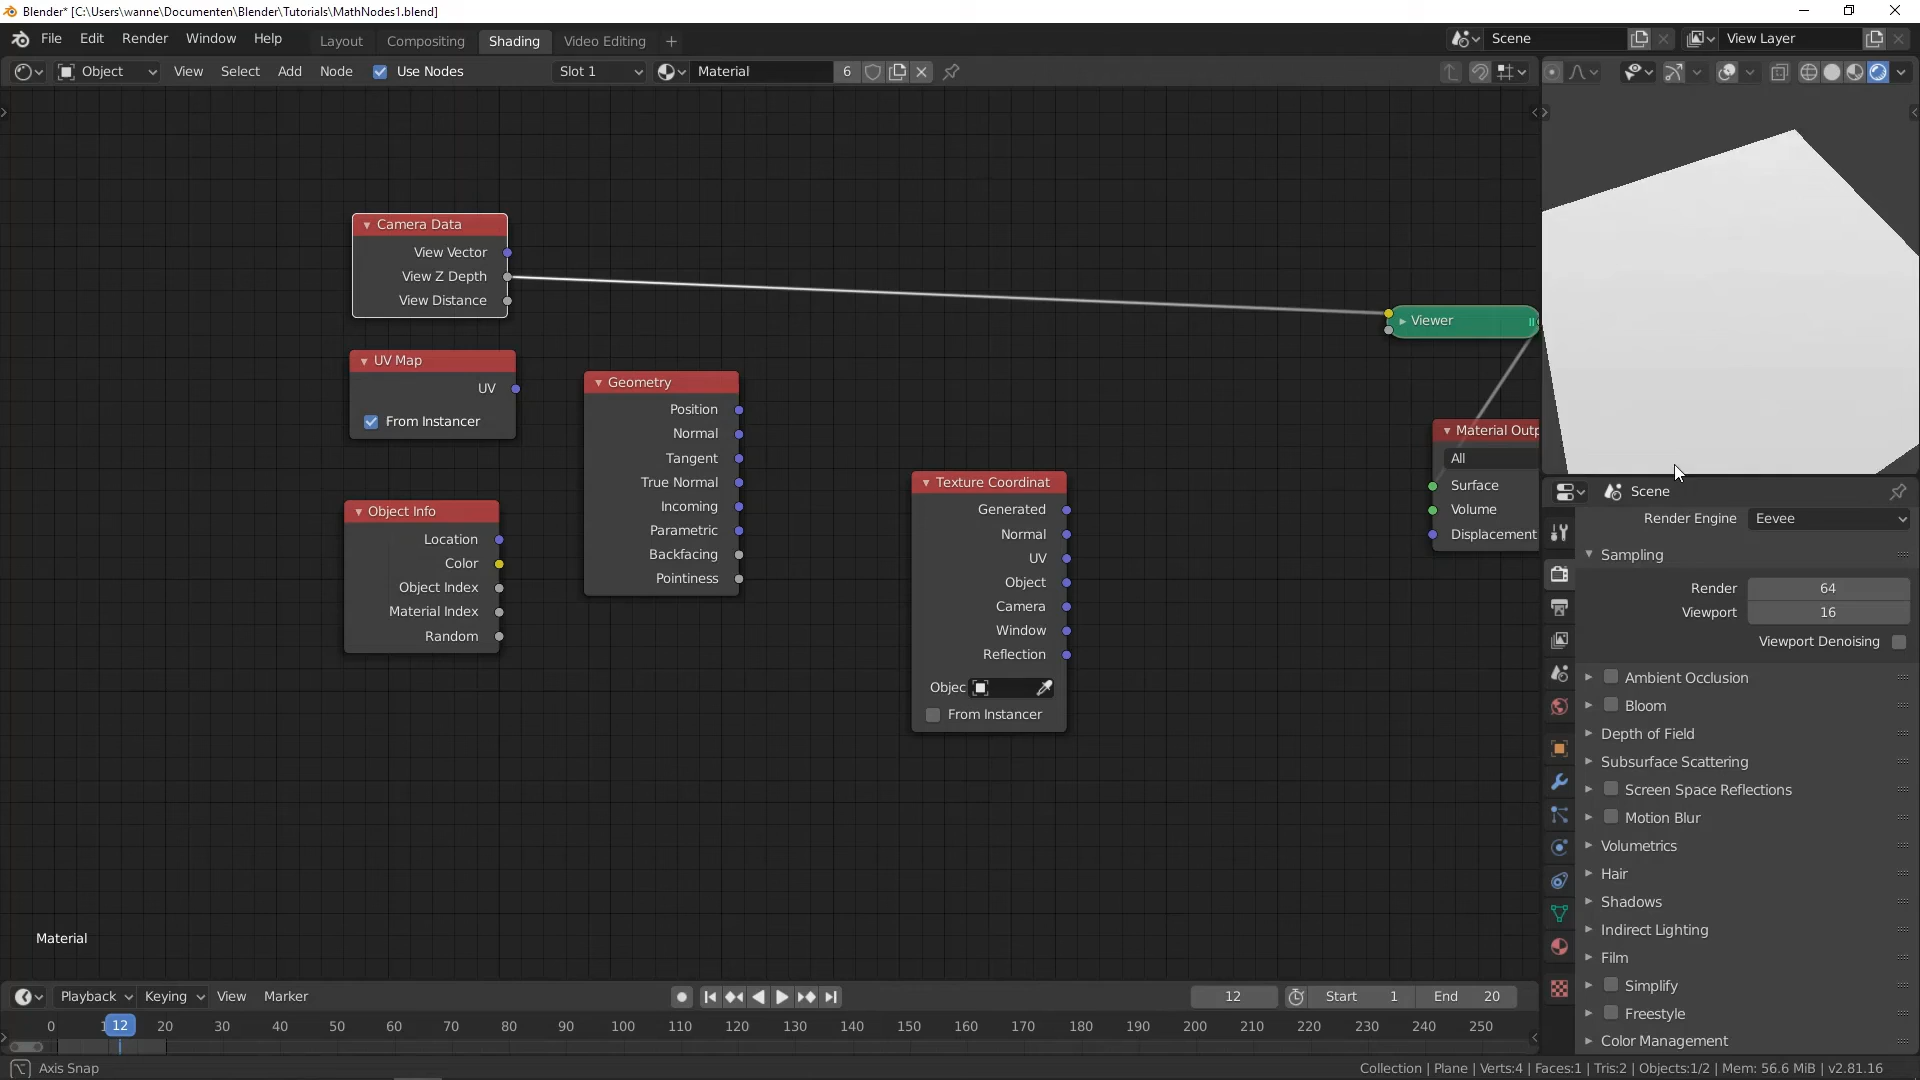 Blender* [C:\Users\wanne\Documenten\Blender\Tutorials\MathNodes1.blend]
File Edit Render Window Help
Layout Compositing Shading Video Editing +
Scene
View Layer
Object View Select Add Node Use Nodes Slot 1 Material 6
Camera Data
View Vector
View Z Depth
View Distance
UV Map
UV
From Instancer
Object Info
Location
Color
Object Index
Material Index
Random
Geometry
Position
Normal
Tangent
True Normal
Incoming
Parametric
Backfacing
Pointiness
Texture Coordinat
Generated
Normal
UV
Object
Camera
Window
Reflection
Objec
From Instancer
Viewer
Material Outp
All
Surface
Volume
Displacement
Material
Scene
Render Engine Eevee
Sampling
Render 64
Viewport 16
Viewport Denoising
Ambient Occlusion
Bloom
Depth of Field
Subsurface Scattering
Screen Space Reflections
Motion Blur
Volumetrics
Hair
Shadows
Indirect Lighting
Film
Simplify
Freestyle
Color Management
Playback Keying View Marker
12 Start 1 End 20
0 12 20 30 40 50 60 70 80 90 100 110 120 130 140 150 160 170 180 190 200 210 220 230 240 250
Axis Snap
Collection | Plane | Verts:4 | Faces:1 | Tris:2 | Objects:1/2 | Mem: 56.6 MiB | v2.81.16